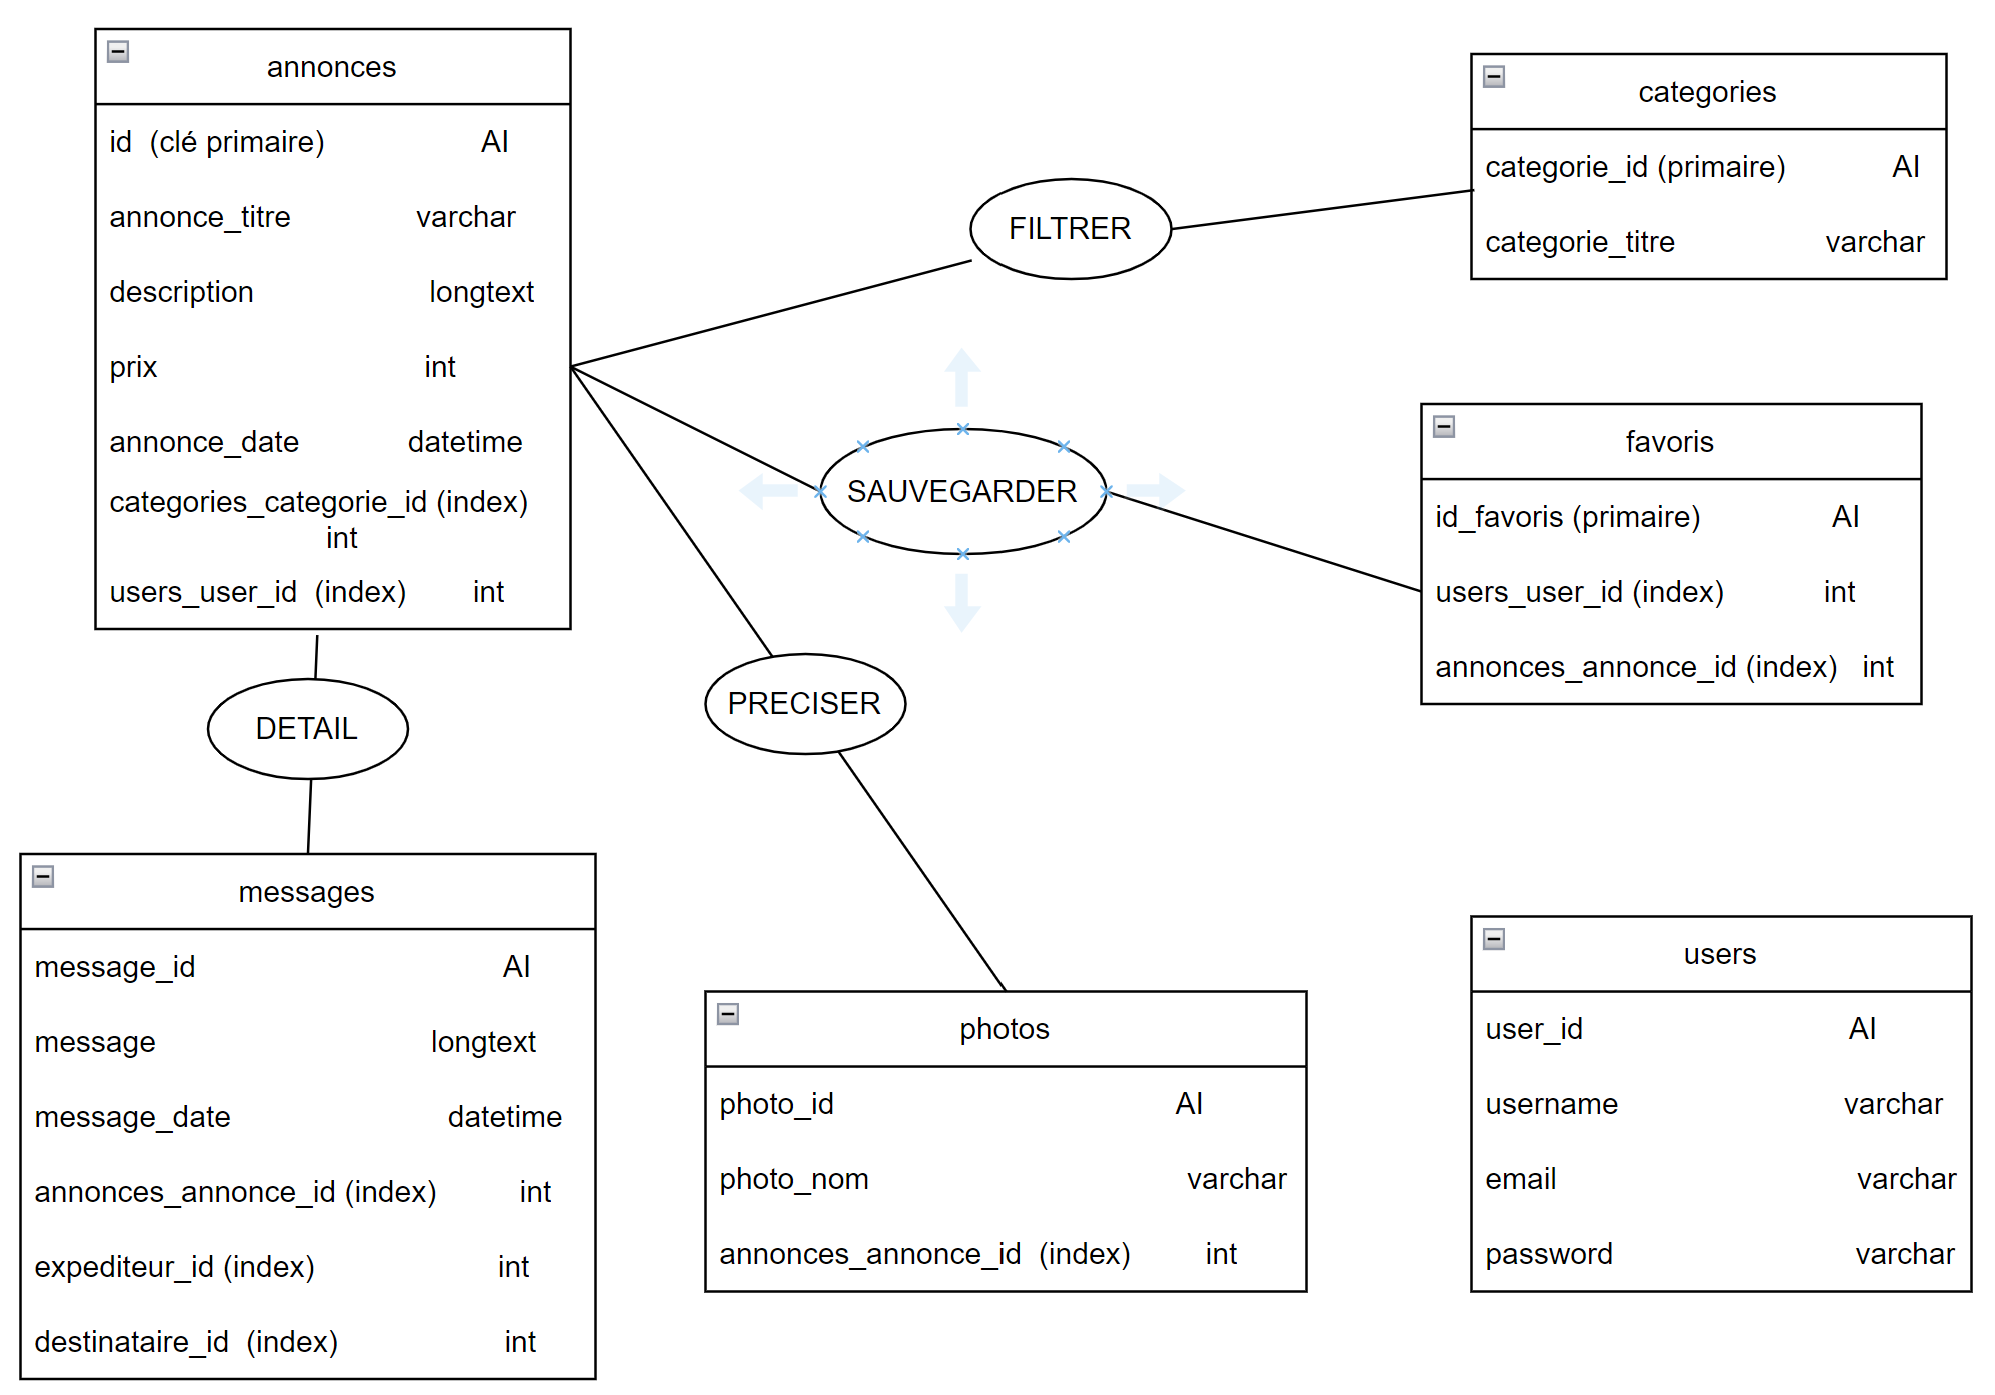 annonces
id (clé primaire) AI
annonce_titre varchar
description longtext
prix int
annonce_date datetime
categories_categorie_id (index)
int
users_user_id (index) int
FILTRER
categories
categorie_id (primaire) AI
categorie_titre varchar
SAUVEGARDER
favoris
id_favoris (primaire) AI
users_user_id (index) int
annonces_annonce_id (index) int
DETAIL
PRECISER
messages
message_id AI
message longtext
message_date datetime
annonces_annonce_id (index) int
expediteur_id (index) int
destinataire_id (index) int
photos
photo_id AI
photo_nom varchar
annonces_annonce_id (index) int
users
user_id AI
username varchar
email varchar
password varchar